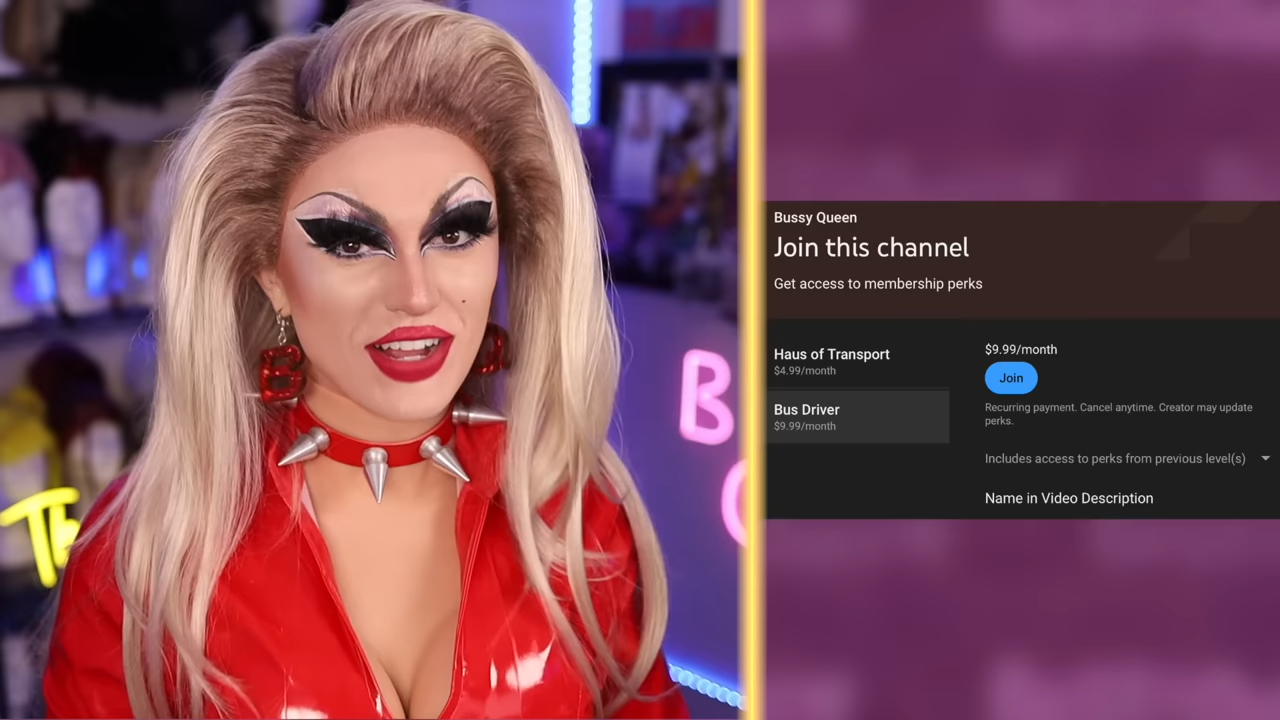 B
Th
B
Bussy Queen
Join this channel
Get access to membership perks
Haus of Transport
$4.99/month
Bus Driver
$9.99/month
$9.99/month
Join
Recurring payment. Cancel anytime. Creator may update
perks.
Includes access to perks from previous level(s)
Name in Video Description